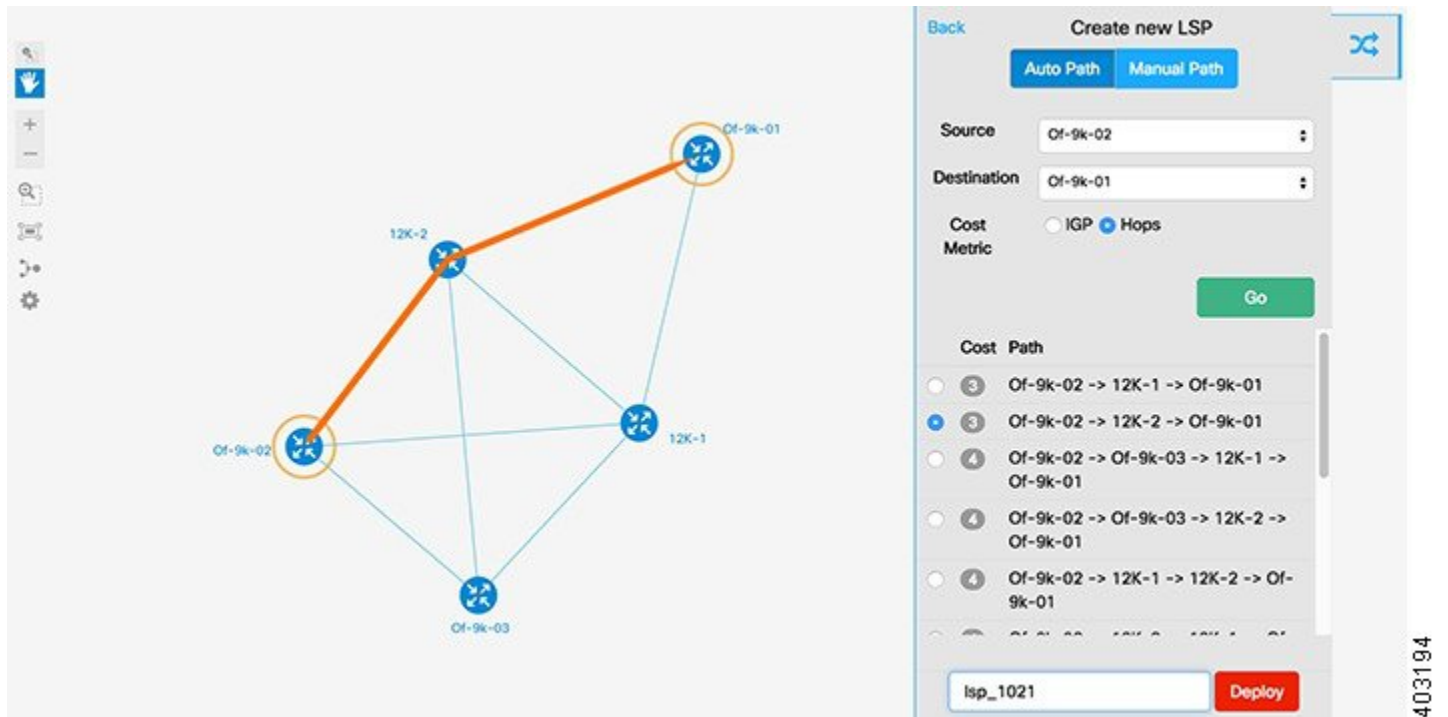 Back
Create new LSP
Auto Path
Manual Path
Source
Of-9k-02
Destination
Of-9k-01
Cost
Metric
IGP
Hops
Go
Cost Path
3 Of-9k-02 -> 12K-1 -> Of-9k-01
3 Of-9k-02 -> 12K-2 -> Of-9k-01
4 Of-9k-02 -> Of-9k-03 -> 12K-1 ->
Of-9k-01
4 Of-9k-02 -> Of-9k-03 -> 12K-2 ->
Of-9k-01
4 Of-9k-02 -> 12K-1 -> 12K-2 -> Of-
9k-01
lsp_1021
Deploy
Of-9k-01
12K-2
12K-1
Of-9k-02
Of-9k-03
403194